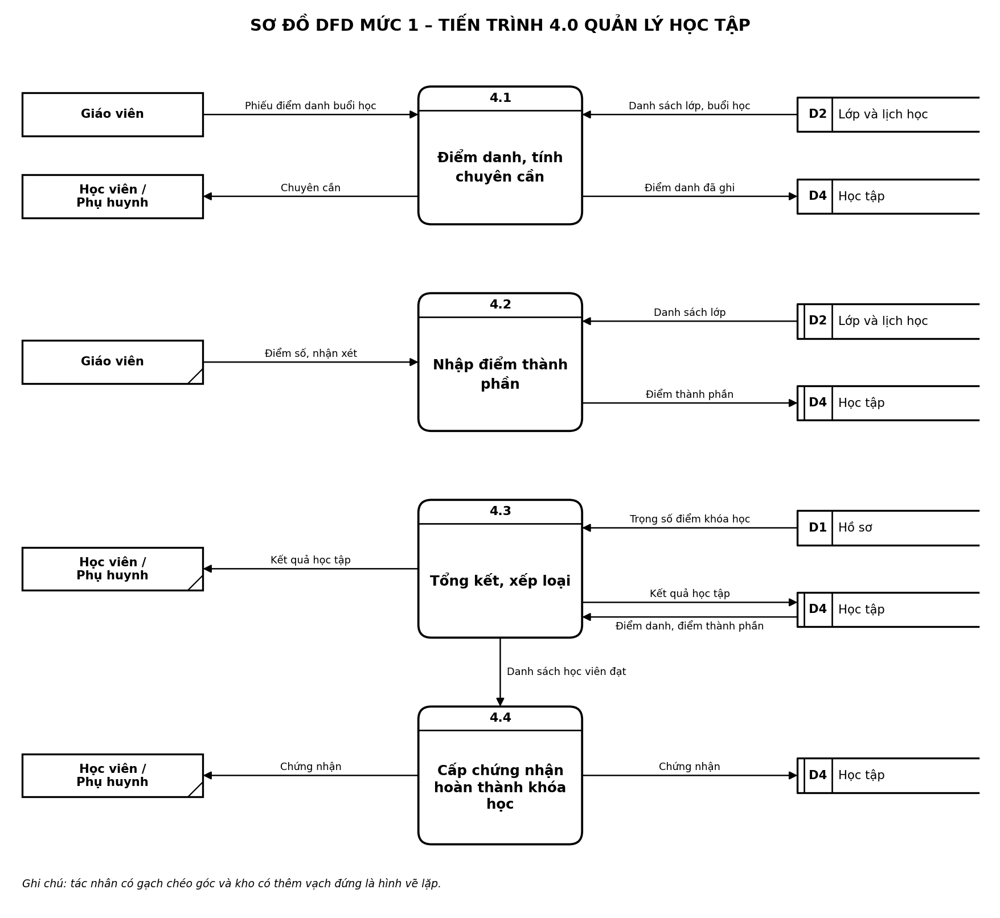 SƠ ĐỒ DFD MỨC 1 – TIẾN TRÌNH 4.0 QUẢN LÝ HỌC TẬP
Giáo viên
Phiếu điểm danh buổi học
4.1
Danh sách lớp, buổi học
D2
Lớp và lịch học
Điểm danh, tính
chuyên cần
Học viên /
Phụ huynh
Chuyên cần
Điểm danh đã ghi
D4
Học tập
4.2
Danh sách lớp
D2
Lớp và lịch học
Giáo viên
Điểm số, nhận xét
Nhập điểm thành
phần
Điểm thành phần
D4
Học tập
4.3
Trọng số điểm khóa học
D1
Hồ sơ
Học viên /
Phụ huynh
Kết quả học tập
Tổng kết, xếp loại
Kết quả học tập
Điểm danh, điểm thành phần
D4
Học tập
Danh sách học viên đạt
4.4
Học viên /
Phụ huynh
Chứng nhận
Cấp chứng nhận
hoàn thành khóa
học
Chứng nhận
D4
Học tập
Ghi chú: tác nhân có gạch chéo góc và kho có thêm vạch đứng là hình vẽ lặp.